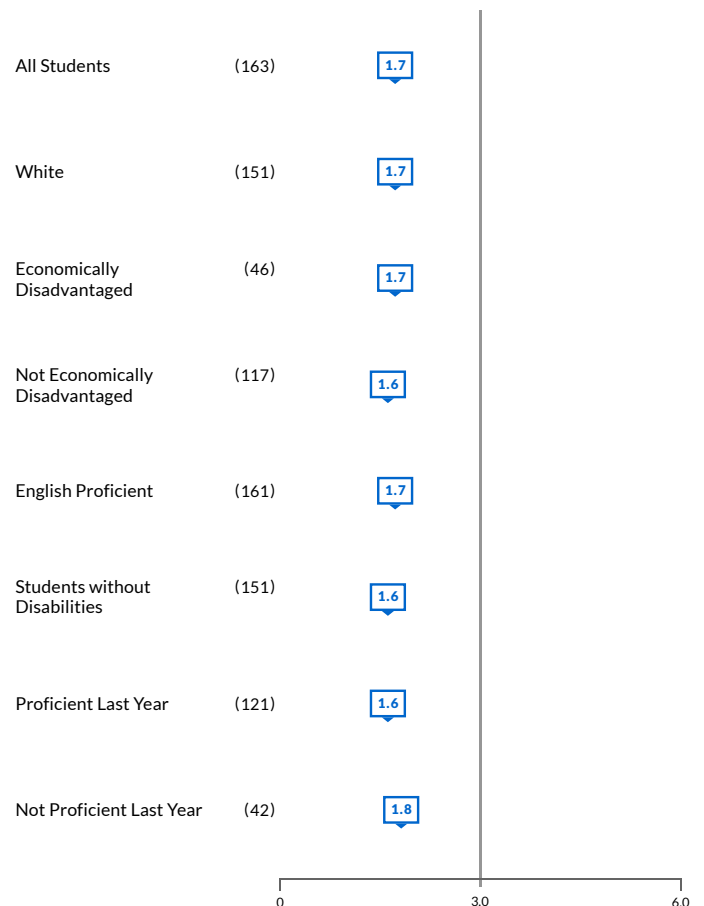 All Students (163) 1.7
White (151) 1.7
Economically
Disadvantaged (46) 1.7
Not Economically
Disadvantaged (117) 1.6
English Proficient (161) 1.7
Students without
Disabilities (151) 1.6
Proficient Last Year (121) 1.6
Not Proficient Last Year (42) 1.8
0 3.0 6.0